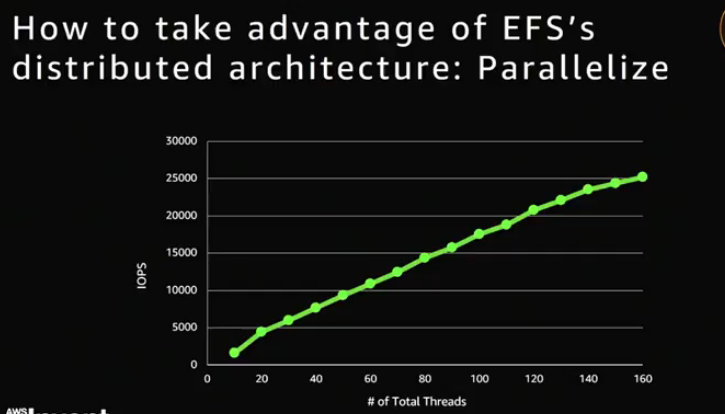 How to take advantage of EFS's
distributed architecture: Parallelize
30000
25000
20000
15000
10000
5000
0
IOPS
0 20 40 60 80 100 120 140 160
# of Total Threads
AWS